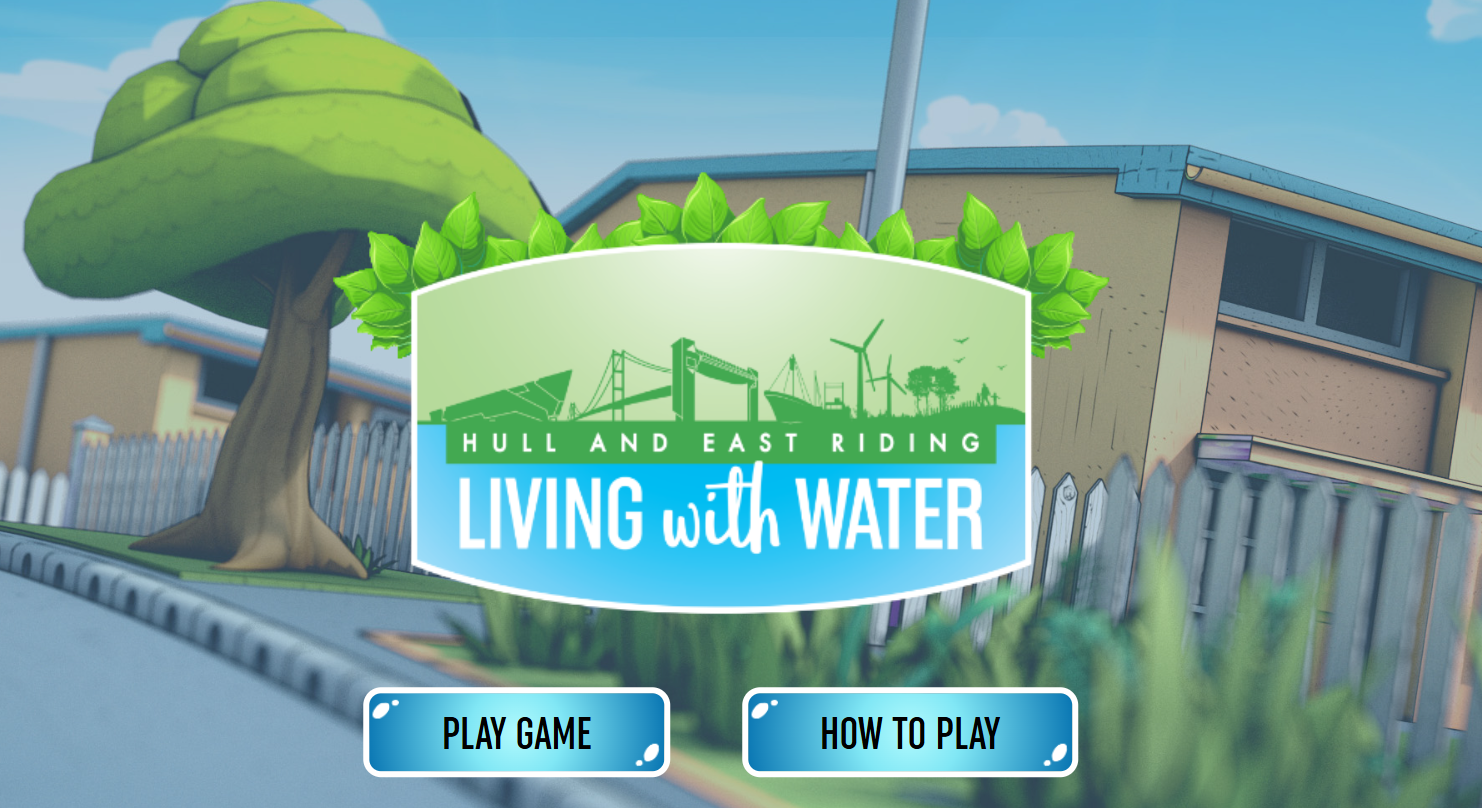 HULL AND EAST RIDING
LIVING with WATER
PLAY GAME
HOW TO PLAY